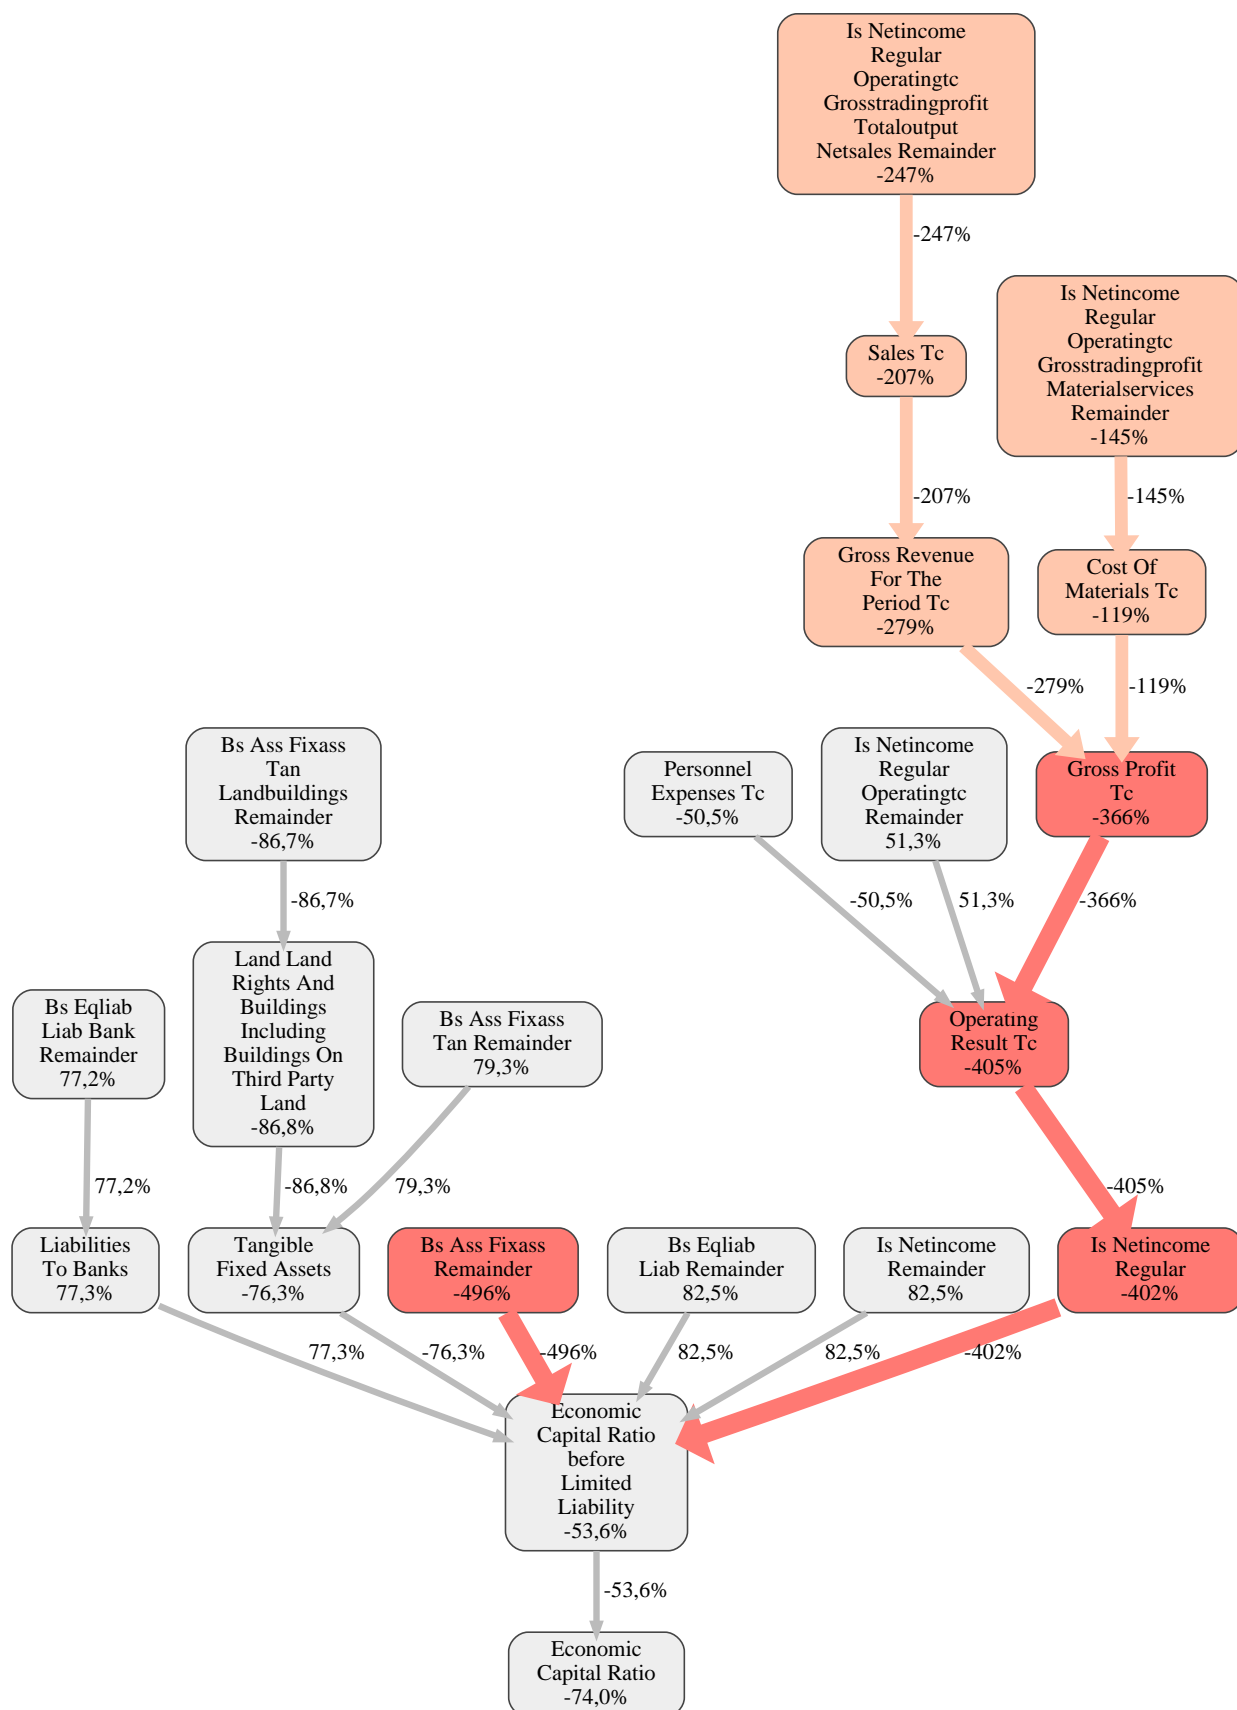 Is Netincome
Regular
Operatingtc
Grosstradingprofit
Totaloutput
Netsales Remainder
-247%
-247%
Is Netincome
Regular
Operatingtc
Grosstradingprofit
Materialservices
Remainder
-145%
Sales Tc
-207%
-207%
-145%
Gross Revenue
For The
Period Tc
-279%
Cost Of
Materials Tc
-119%
-279%
-119%
Bs Ass Fixass
Tan
Landbuildings
Remainder
-86,7%
Personnel
Expenses Tc
-50,5%
Is Netincome
Regular
Operatingtc
Remainder
51,3%
Gross Profit
Tc
-366%
-86,7%
-50,5%
51,3%
-366%
Bs Eqliab
Liab Bank
Remainder
77,2%
Land Land
Rights And
Buildings
Including
Buildings On
Third Party
Land
-86,8%
Bs Ass Fixass
Tan Remainder
79,3%
Operating
Result Tc
-405%
77,2%
-86,8%
79,3%
-405%
Liabilities
To Banks
77,3%
Tangible
Fixed Assets
-76,3%
Bs Ass Fixass
Remainder
-496%
Bs Eqliab
Liab Remainder
82,5%
Is Netincome
Remainder
82,5%
Is Netincome
Regular
-402%
77,3%
-76,3%
-496%
82,5%
82,5%
-402%
Economic
Capital Ratio
before
Limited
Liability
-53,6%
-53,6%
Economic
Capital Ratio
-74,0%